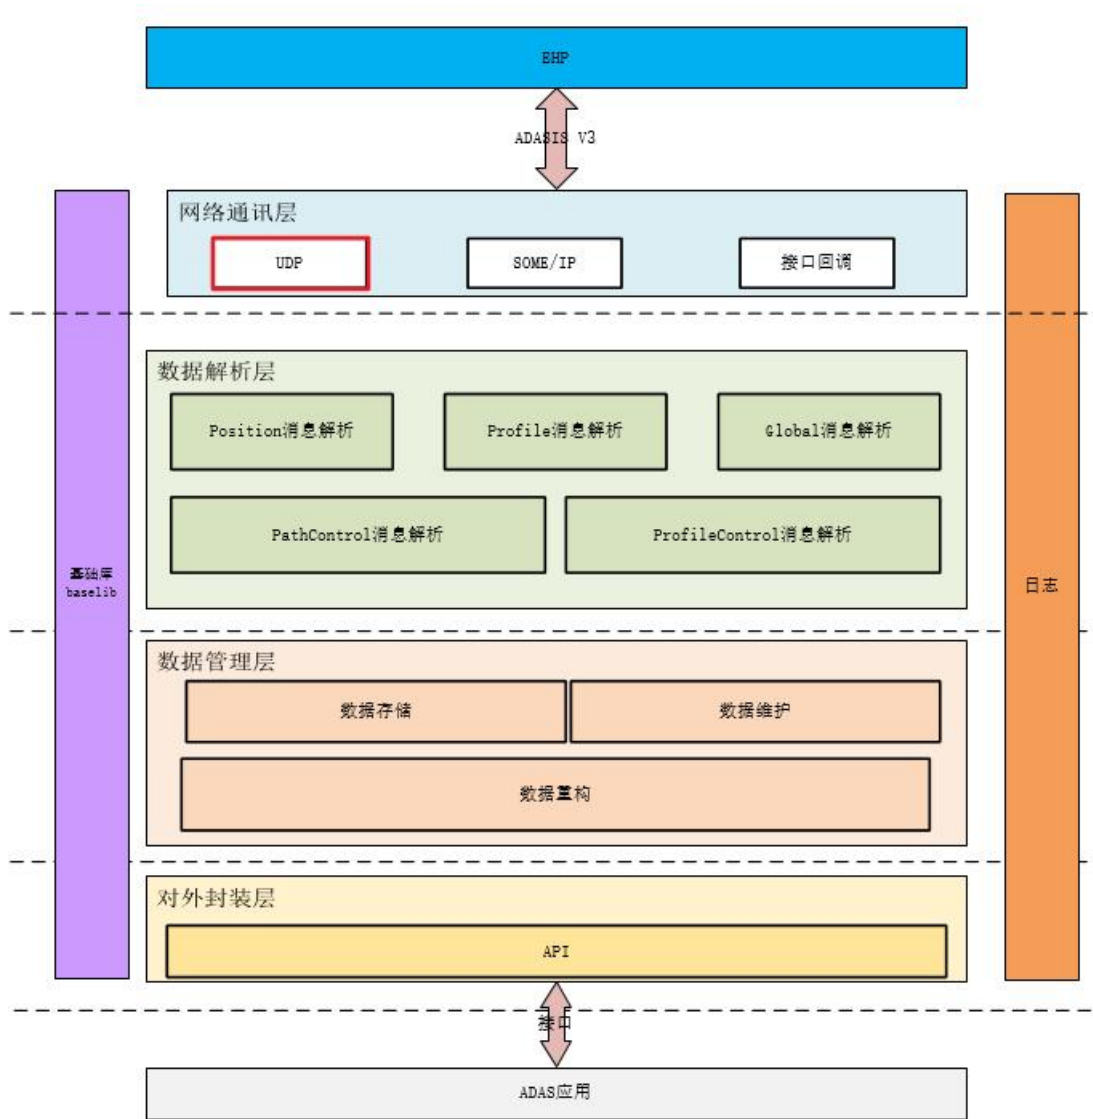 EHP
ADASIS V3
网络通讯层
UDP
SOME/IP
接口回调
数据解析层
Position消息解析
Profile消息解析
Global消息解析
PathControl消息解析
ProfileControl消息解析
基础库
baselib
日志
数据管理层
数据存储
数据维护
数据重构
对外封装层
API
接口
ADAS应用